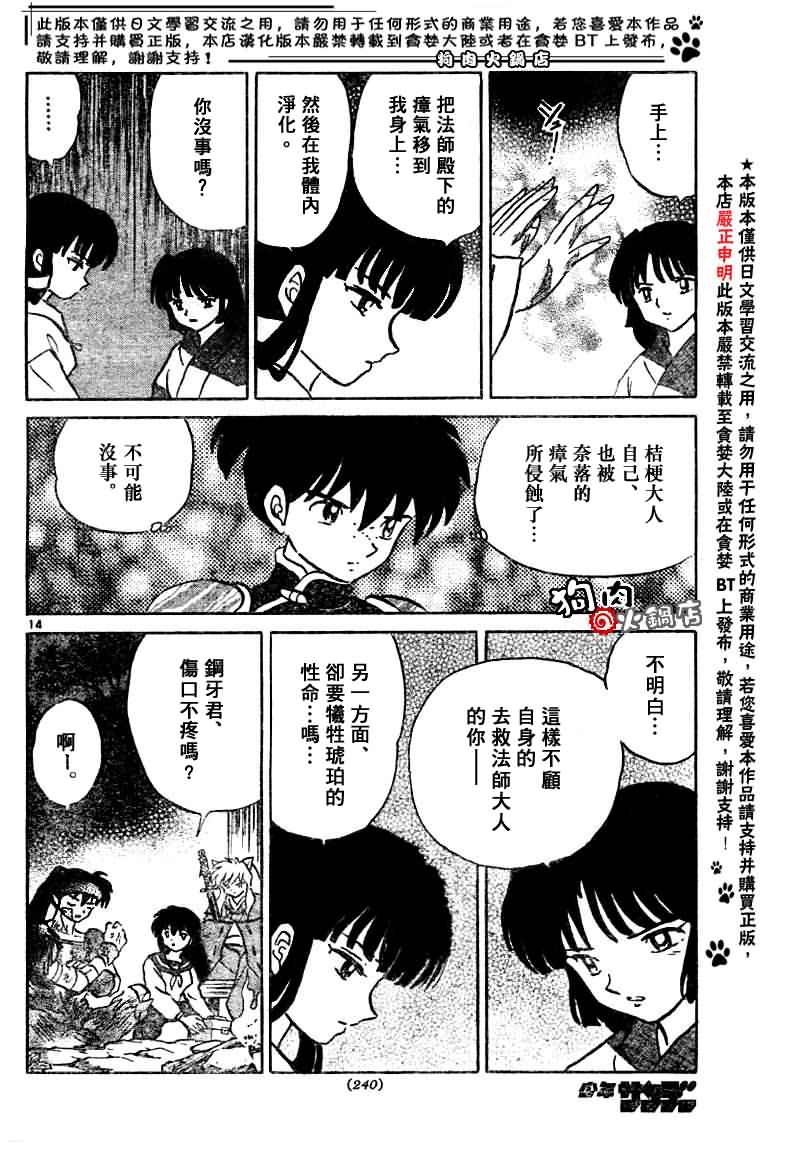 此版本僅供日文學習交流之用，請勿用于任何形式的商業用途，若您喜愛本作品
請支持并購買正版，本店漢化版本嚴禁轉載到貪婪大陸或者在貪婪 BT 上發布，
敬請理解，謝謝支持！
狗肉火鍋店
手上…
把法師殿下的
瘴氣移到
我身上…
然後在我體內
淨化。
你沒事嗎？
……
桔梗大人
自己、
也被
奈落的
瘴氣
所侵蝕了…
不可能
沒事。
狗肉
火鍋店
14
不明白…
這樣不顧
自身的
去救法師大人
的你——
另一方面、
卻要犧牲琥珀的
性命…嗎…
鋼牙君、
傷口不疼嗎？
啊ー。
(240)
少年サンデー
★本版本僅供日文學習交流之用，請勿用于任何形式的商業用途，若您喜愛本作品請支持并購買正版，
本店嚴正申明此版本嚴禁轉載至貪婪大陸或在貪婪 BT 上發布，敬請理解，謝謝支持！